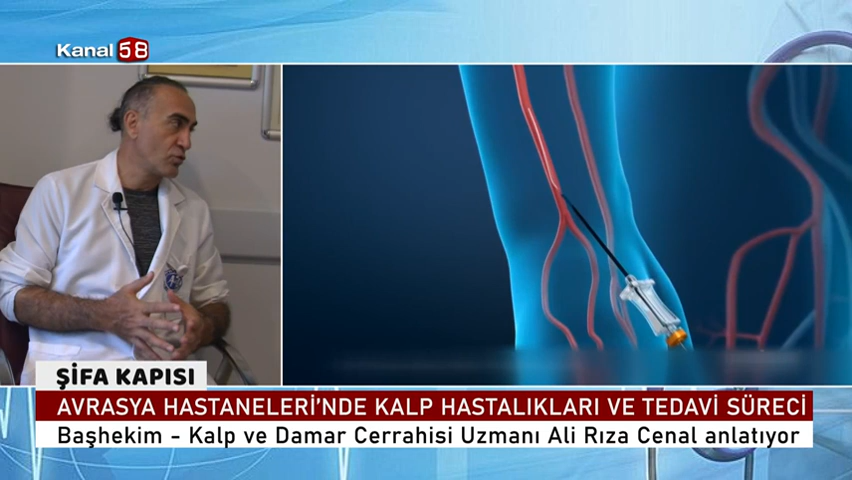 Kanal 58
ŞİFA KAPISI
AVRASYA HASTANELERİ'NDE KALP HASTALIKLARI VE TEDAVİ SÜRECİ
Başhekim - Kalp ve Damar Cerrahisi Uzmanı Ali Rıza Cenal anlatıyor